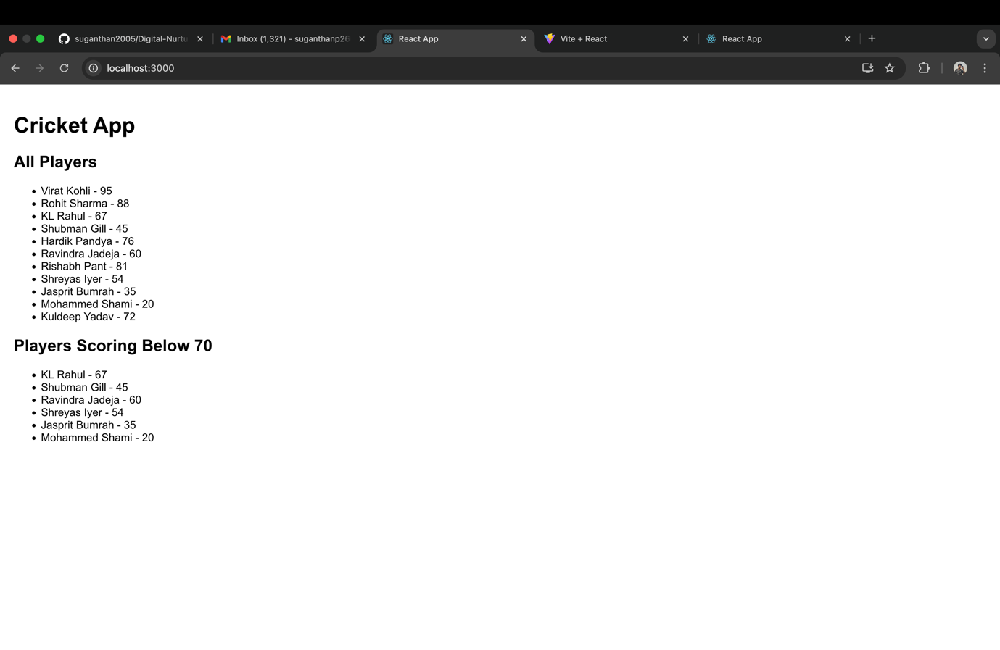 suganthan2005/Digital-Nurtu
Inbox (1,321) - suganthanp26
React App
Vite + React
React App
localhost:3000
Cricket App
All Players
• Virat Kohli - 95
• Rohit Sharma - 88
• KL Rahul - 67
• Shubman Gill - 45
• Hardik Pandya - 76
• Ravindra Jadeja - 60
• Rishabh Pant - 81
• Shreyas Iyer - 54
• Jasprit Bumrah - 35
• Mohammed Shami - 20
• Kuldeep Yadav - 72
Players Scoring Below 70
• KL Rahul - 67
• Shubman Gill - 45
• Ravindra Jadeja - 60
• Shreyas Iyer - 54
• Jasprit Bumrah - 35
• Mohammed Shami - 20